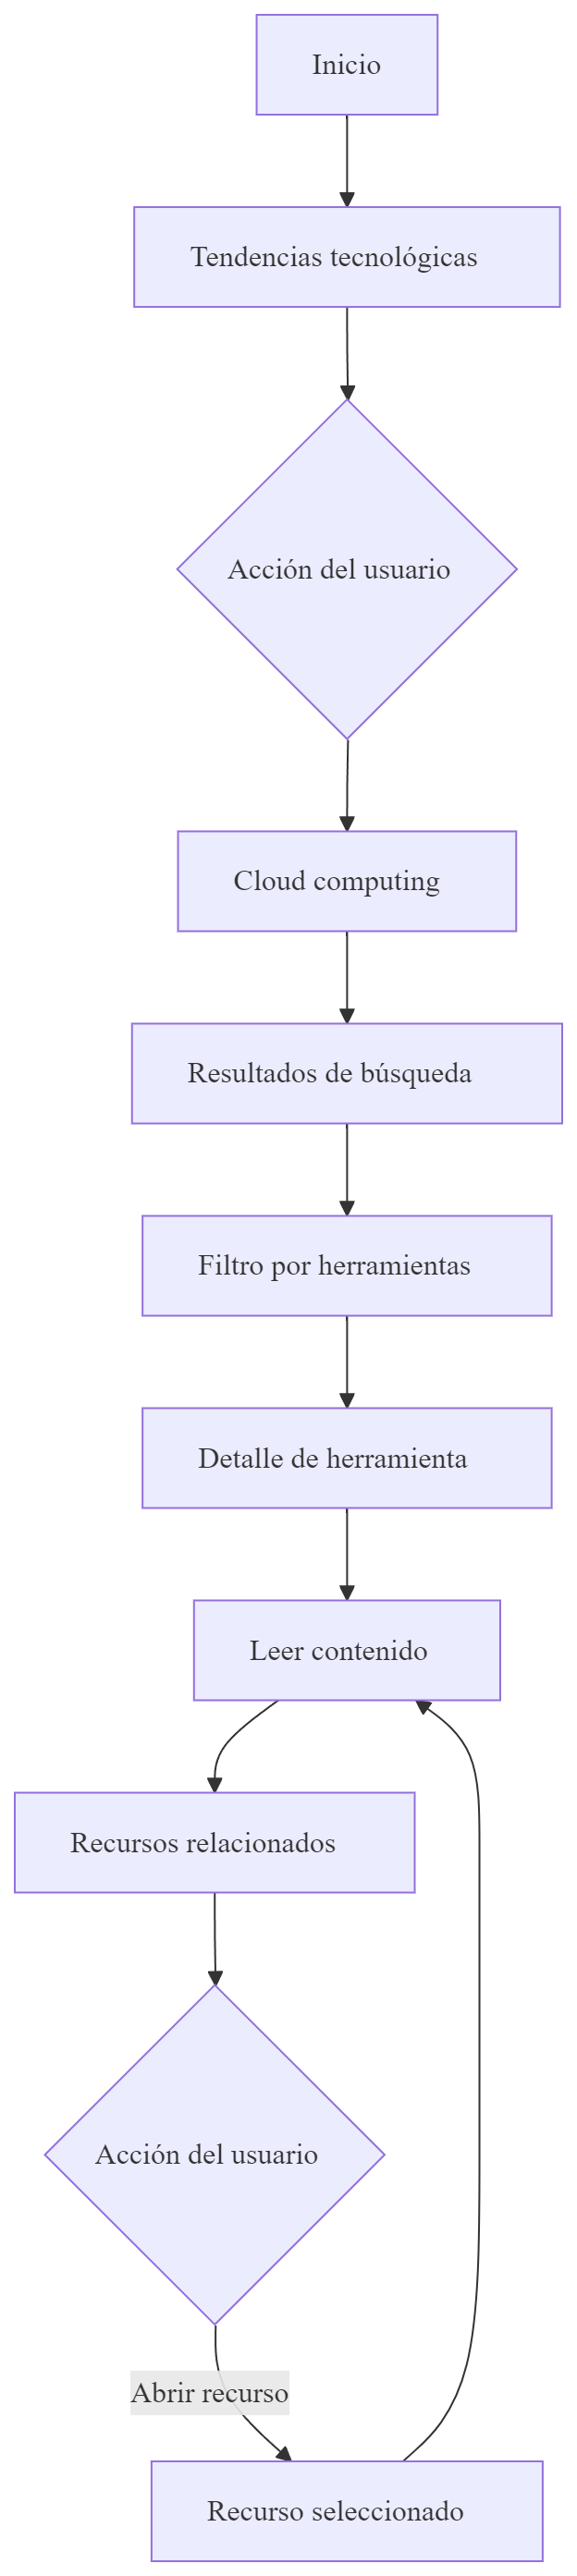 Inicio
Tendencias tecnológicas
Acción del usuario
Cloud computing
Resultados de búsqueda
Filtro por herramientas
Detalle de herramienta
Leer contenido
Recursos relacionados
Acción del usuario
Abrir recurso
Recurso seleccionado